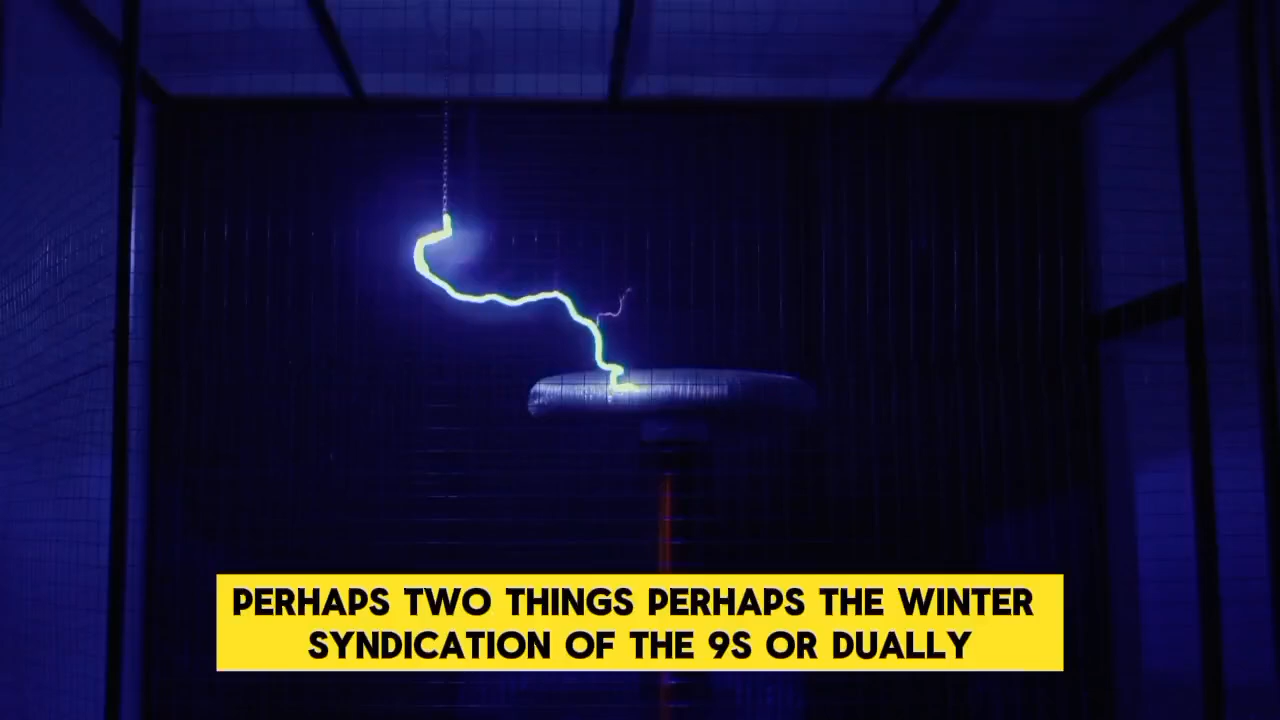 PERHAPS TWO THINGS PERHAPS THE WINTER
SYNDICATION OF THE 9S OR DUALLY